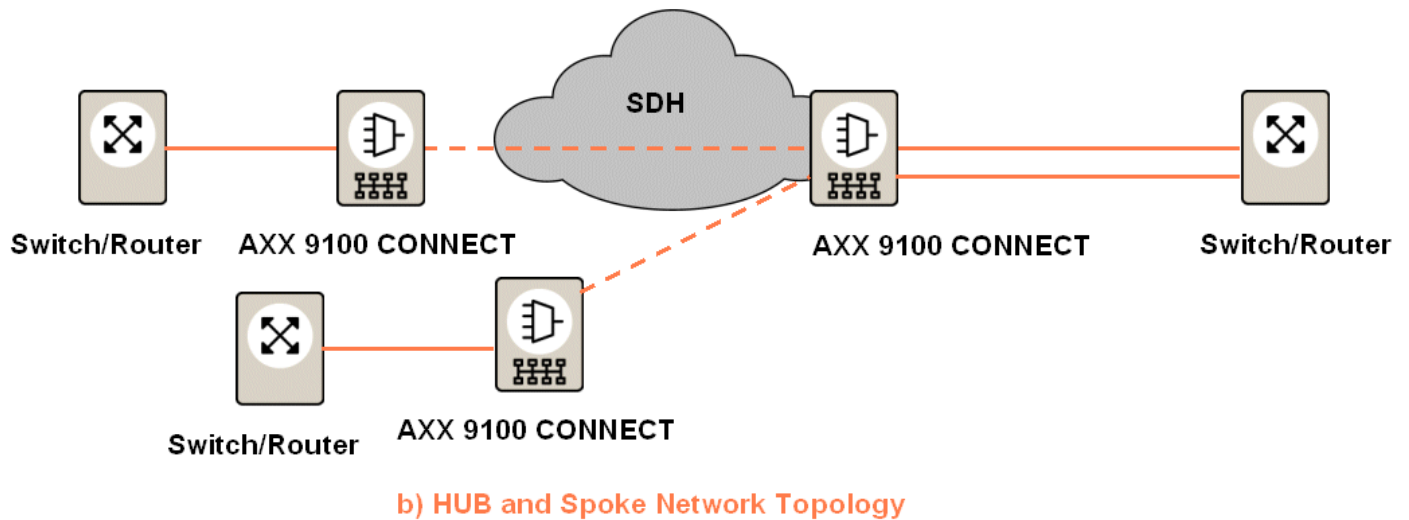 SDH
Switch/Router
AXX 9100 CONNECT
AXX 9100 CONNECT
Switch/Router
Switch/Router
AXX 9100 CONNECT
b) HUB and Spoke Network Topology